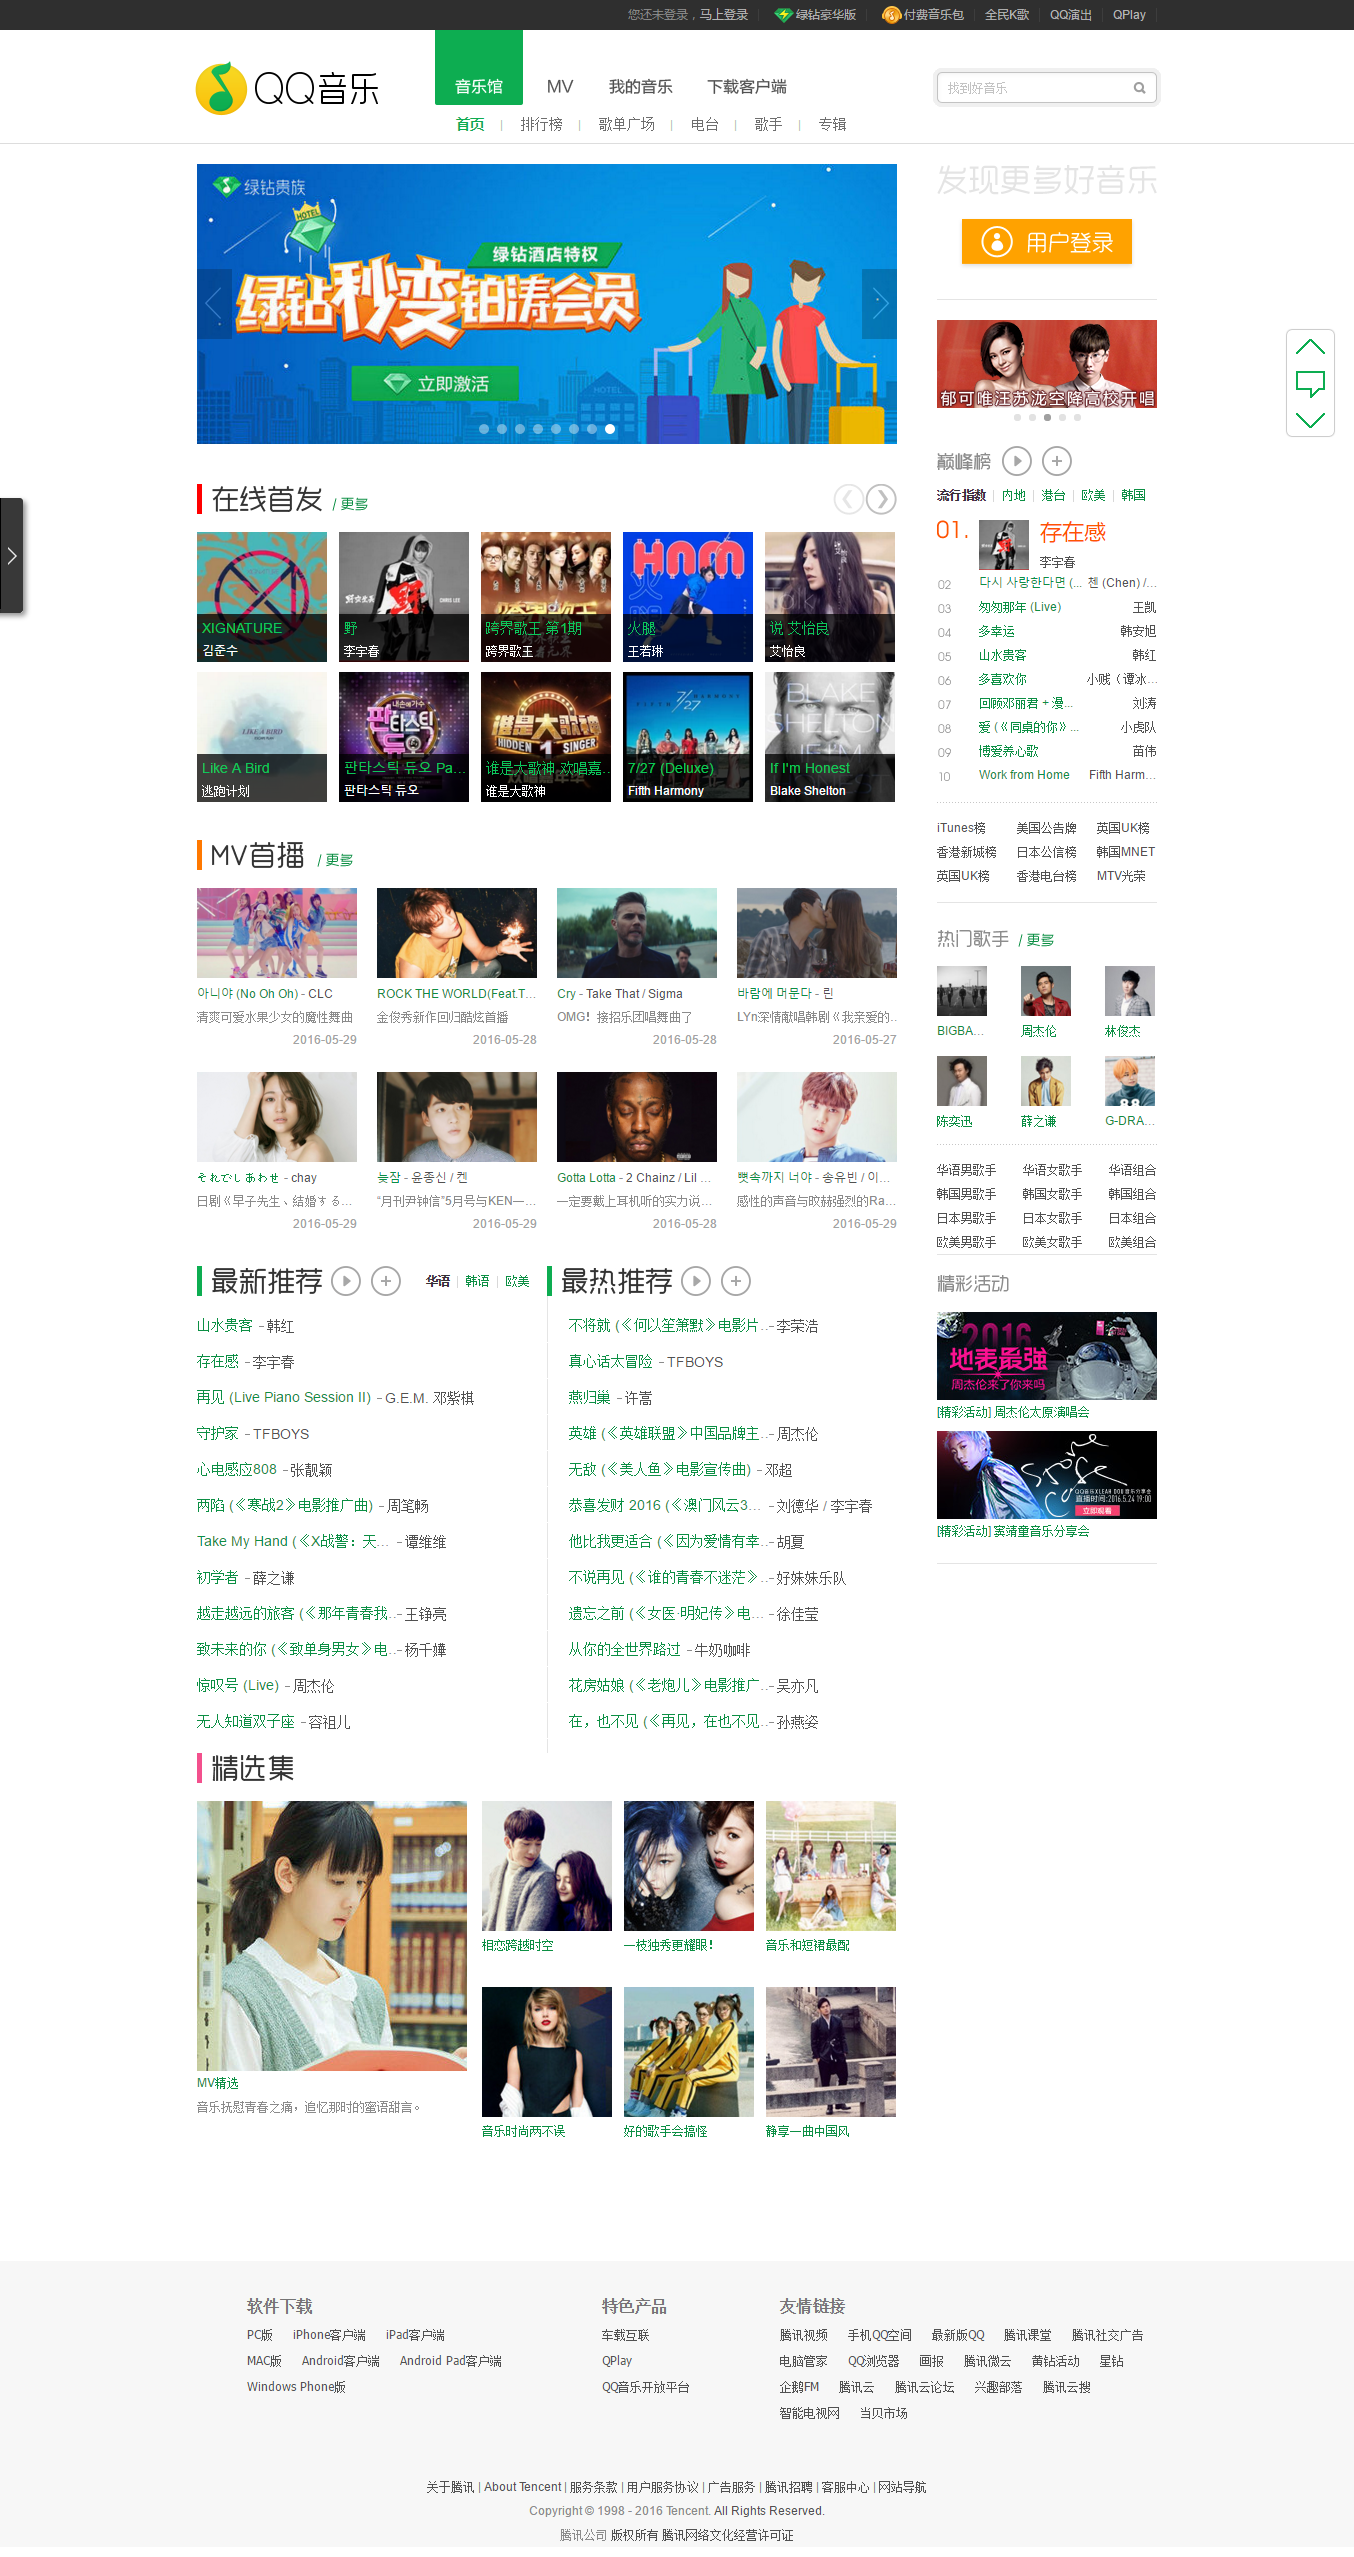 您还未登录，马上登录 绿钻豪华版 付费音乐包 全民K歌 QQ演出 QPlay
QQ音乐
音乐馆 MV 我的音乐 下载客户端
找到好音乐
首页 排行榜 歌单广场 电台 歌手 专辑
绿钻贵族
HOTEL
绿钻酒店特权
绿钻秒变铂涛会员
立即激活
发现更多好音乐
用户登录
郁可唯汪苏泷空降高校开唱
在线首发 / 更多
XIGNATURE
김준수
野
李宇春
跨界歌王 第1期
跨界歌王
火腿
王若琳
说 艾怡良
艾怡良
Like A Bird
逃跑计划
판타스틱 듀오 Pa...
판타스틱 듀오
谁是大歌神 欢唱嘉...
谁是大歌神
7/27 (Deluxe)
Fifth Harmony
If I'm Honest
Blake Shelton
巅峰榜
流行指数 内地 港台 欧美 韩国
01. 存在感
李宇春
02 다시 사랑한다면 (... 첸 (Chen) /...
03 匆匆那年 (Live) 王凯
04 多幸运 韩安旭
05 山水贵客 韩红
06 多喜欢你 小贱（谭冰...
07 回顾邓丽君 + 漫... 刘涛
08 爱 (《同桌的你》... 小虎队
09 博爱养心歌 苗伟
10 Work from Home Fifth Harm...
iTunes榜 美国公告牌 英国UK榜
香港新城榜 日本公信榜 韩国MNET
英国UK榜 香港电台榜 MTV光荣
MV首播 / 更多
아니야 (No Oh Oh) - CLC
清爽可爱水果少女的魔性舞曲
2016-05-29
ROCK THE WORLD(Feat.T...
金俊秀新作回归酷炫首播
2016-05-28
Cry - Take That / Sigma
OMG！接招乐团唱舞曲了
2016-05-28
바람에 머문다 - 린
LYn深情献唱韩剧《我亲爱的...
2016-05-27
それでしあわせ - chay
日剧《早子先生、結婚する...
2016-05-29
늦잠 - 윤종신 / 켄
“月刊尹钟信”5月号与KEN一...
2016-05-29
Gotta Lotta - 2 Chainz / Lil ...
一定要戴上耳机听的实力说...
2016-05-28
뼛속까지 너야 - 송유빈 / 이...
感性的声音与旼赫强烈的Ra...
2016-05-29
热门歌手 / 更多
BIGBA... 周杰伦 林俊杰
陈奕迅 薛之谦 G-DRA...
华语男歌手 华语女歌手 华语组合
韩国男歌手 韩国女歌手 韩国组合
日本男歌手 日本女歌手 日本组合
欧美男歌手 欧美女歌手 欧美组合
精彩活动
2016
地表最強
周杰伦来了你来吗
[精彩活动] 周杰伦太原演唱会
QQ音乐XLEAH DOU音乐分享会
直播时间:2016.5.24 19:00
立即观看
[精彩活动] 窦靖童音乐分享会
最新推荐 华语 韩语 欧美
山水贵客 - 韩红
存在感 - 李宇春
再见 (Live Piano Session II) - G.E.M. 邓紫棋
守护家 - TFBOYS
心电感应808 - 张靓颖
两陷 (《寒战2》电影推广曲) - 周笔畅
Take My Hand (《X战警：天... - 谭维维
初学者 - 薛之谦
越走越远的旅客 (《那年青春我...- 王铮亮
致未来的你 (《致单身男女》电...- 杨千嬅
惊叹号 (Live) - 周杰伦
无人知道双子座 - 容祖儿
最热推荐
不将就 (《何以笙箫默》电影片...- 李荣浩
真心话太冒险 - TFBOYS
燕归巢 - 许嵩
英雄 (《英雄联盟》中国品牌主...- 周杰伦
无敌 (《美人鱼》电影宣传曲) - 邓超
恭喜发财 2016 (《澳门风云3... - 刘德华 / 李宇春
他比我更适合 (《因为爱情有幸...- 胡夏
不说再见 (《谁的青春不迷茫》...- 好妹妹乐队
遗忘之前 (《女医·明妃传》电... - 徐佳莹
从你的全世界路过 - 牛奶咖啡
花房姑娘 (《老炮儿》电影推广...- 吴亦凡
在，也不见 (《再见，在也不见...- 孙燕姿
精选集
MV精选
音乐抚慰青春之痛，追忆那时的蜜语甜言。
相恋跨越时空 一枝独秀更耀眼！ 音乐和短裙最配
音乐时尚两不误 好的歌手会搞怪 静享一曲中国风
软件下载
PC版 iPhone客户端 iPad客户端
MAC版 Android客户端 Android Pad客户端
Windows Phone版
特色产品
车载互联
QPlay
QQ音乐开放平台
友情链接
腾讯视频 手机QQ空间 最新版QQ 腾讯课堂 腾讯社交广告
电脑管家 QQ浏览器 画报 腾讯微云 黄钻活动 星钻
企鹅FM 腾讯云 腾讯云论坛 兴趣部落 腾讯云搜
智能电视网 当贝市场
关于腾讯 | About Tencent | 服务条款 | 用户服务协议 | 广告服务 | 腾讯招聘 | 客服中心 | 网站导航
Copyright © 1998 - 2016 Tencent. All Rights Reserved.
腾讯公司 版权所有 腾讯网络文化经营许可证